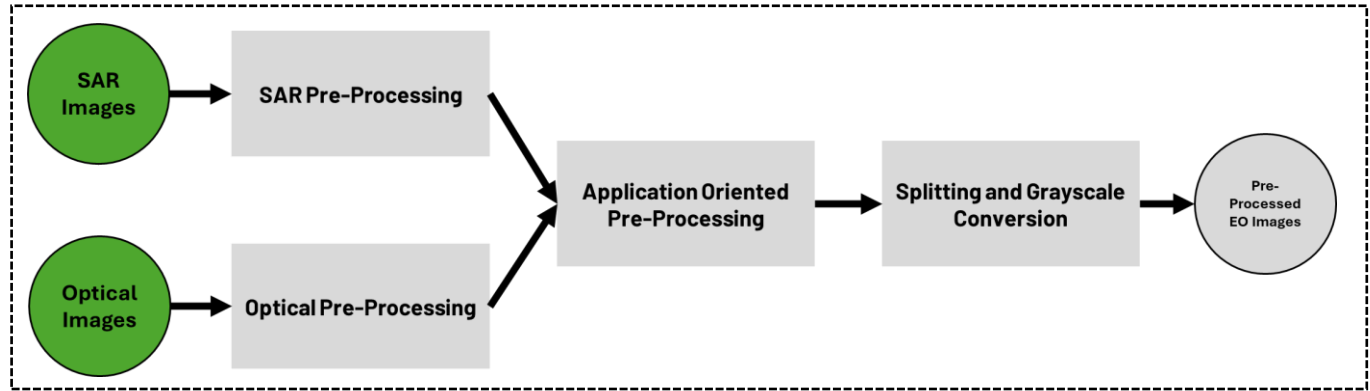 SAR
Images
SAR Pre-Processing
Optical
Images
Optical Pre-Processing
Application Oriented
Pre-Processing
Splitting and Grayscale
Conversion
Pre-
Processed
EO Images